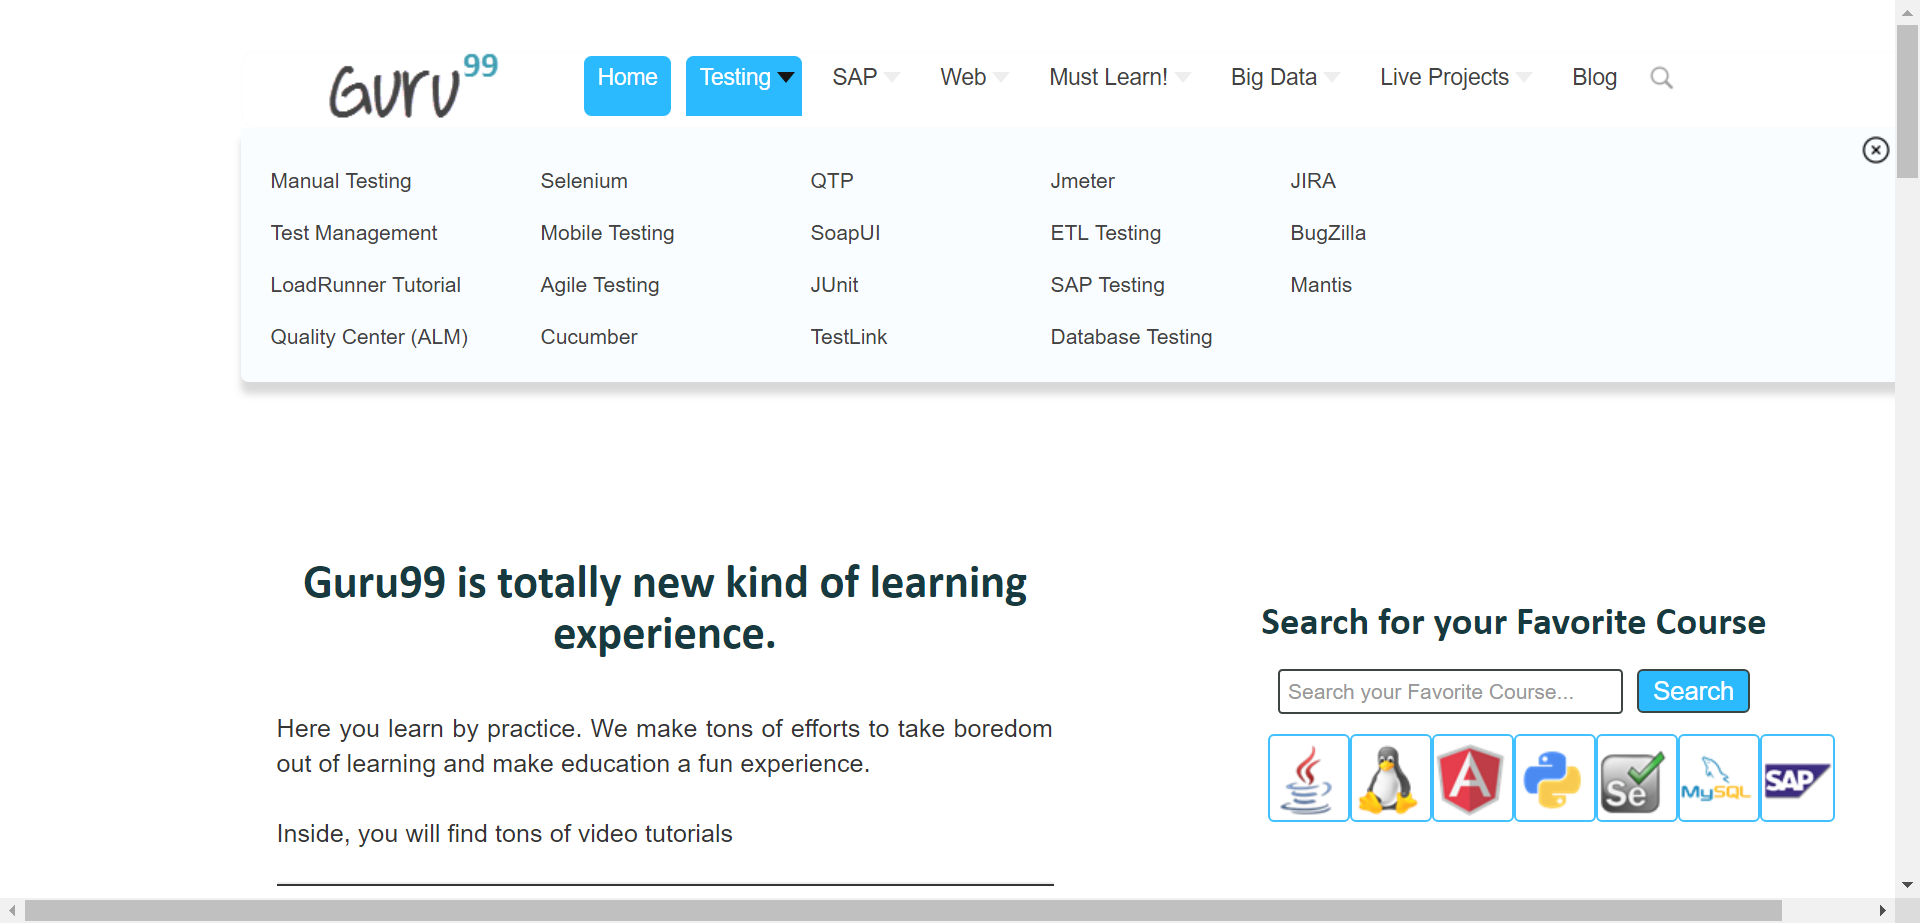 Guru99
Home Testing SAP Web Must Learn! Big Data Live Projects Blog
Manual Testing Selenium QTP Jmeter JIRA
Test Management Mobile Testing SoapUI ETL Testing BugZilla
LoadRunner Tutorial Agile Testing JUnit SAP Testing Mantis
Quality Center (ALM) Cucumber TestLink Database Testing
Guru99 is totally new kind of learning
experience.
Here you learn by practice. We make tons of efforts to take boredom
out of learning and make education a fun experience.
Inside, you will find tons of video tutorials
Search for your Favorite Course
Search your Favorite Course... Search
A Se MySQL SAP